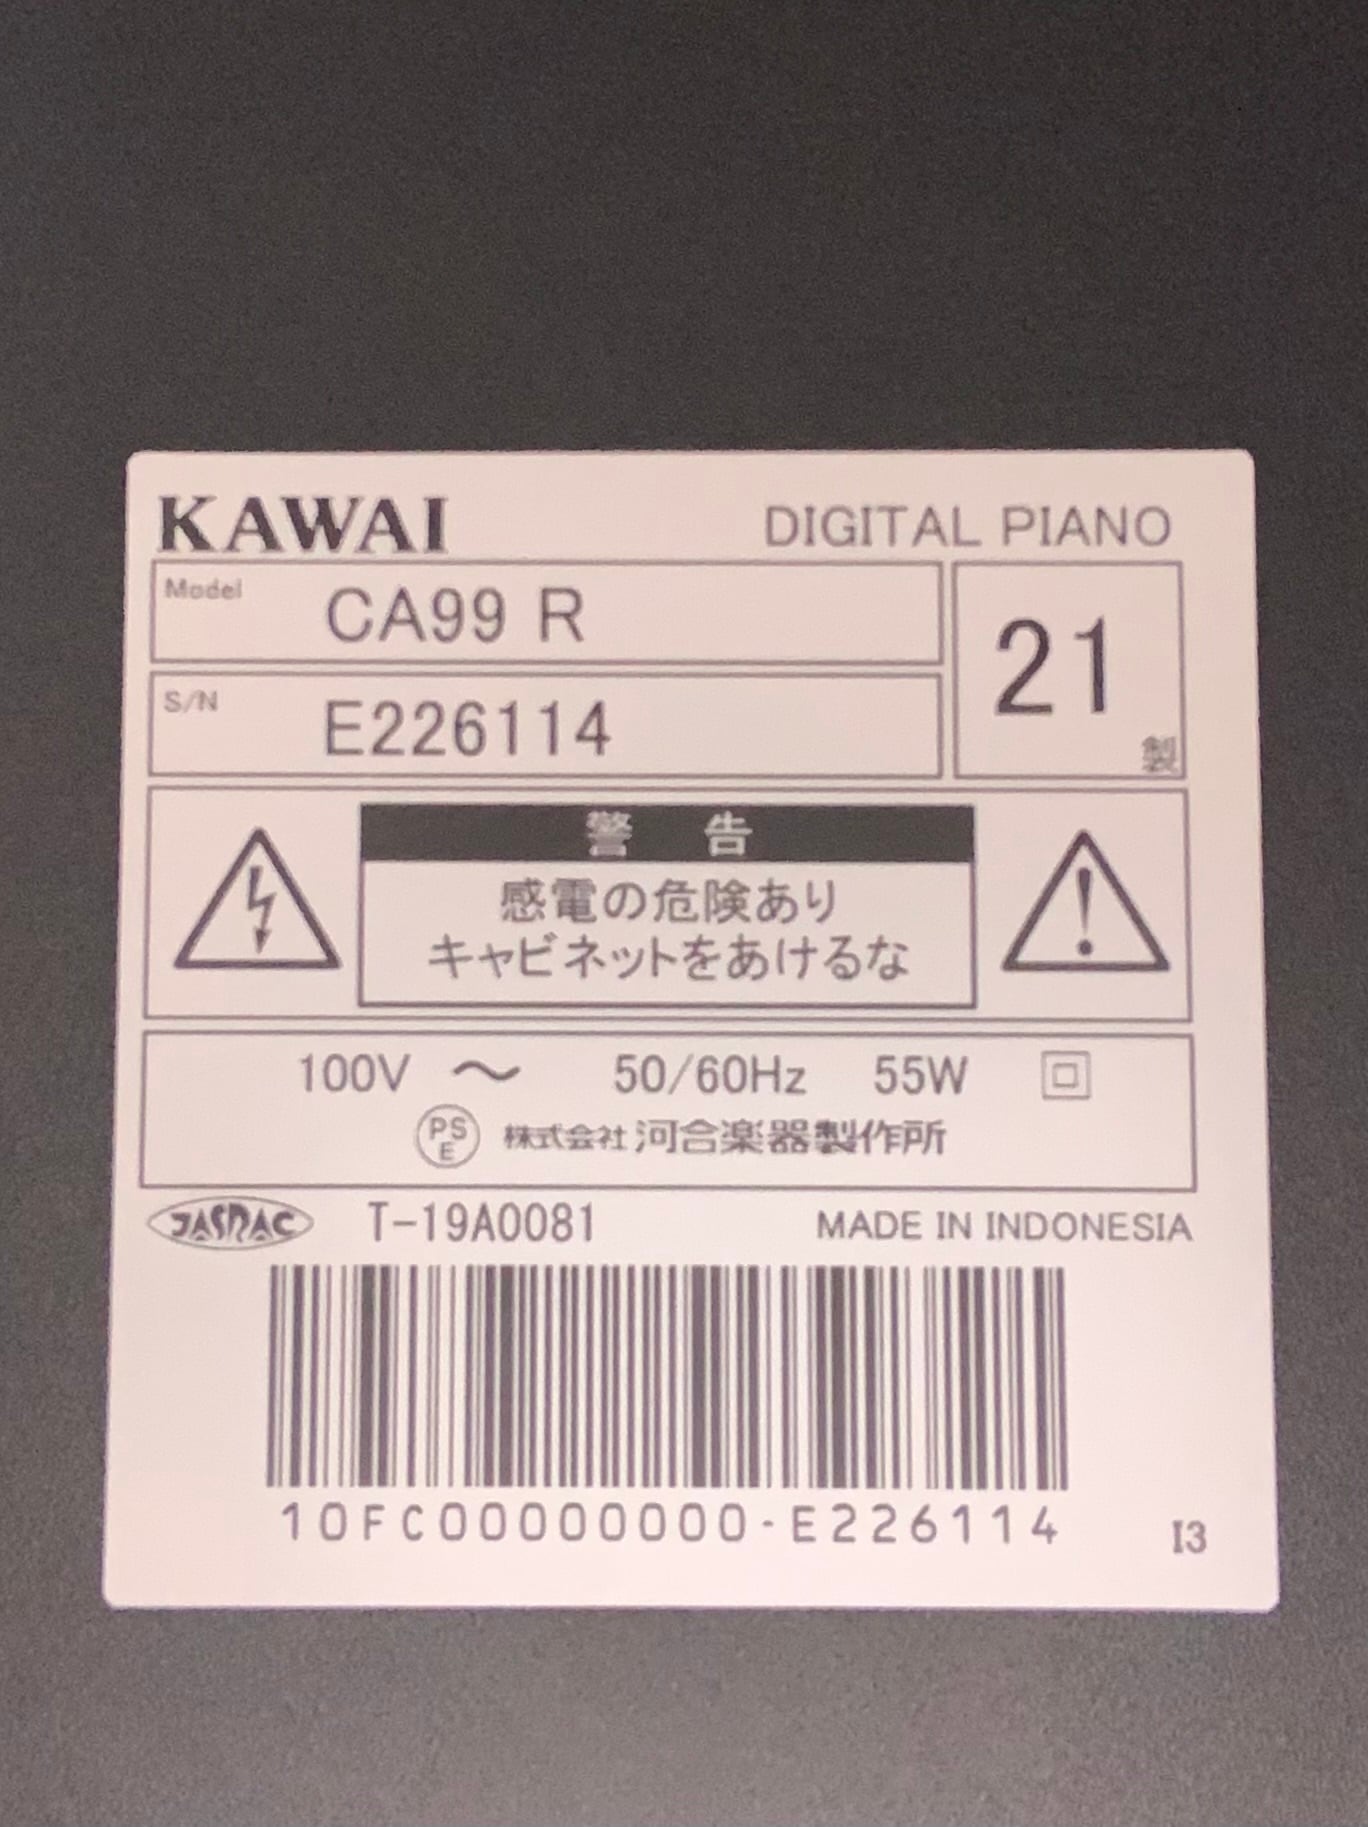 KAWAI DIGITAL PIANO
Model CA99 R
21 製
S/N E226114
警 告
感電の危険あり
キャビネットをあけるな
100V ～ 50/60Hz 55W
PSE 株式会社 河合楽器製作所
JASRAC T-19A0081 MADE IN INDONESIA
10FC00000000-E226114
I3